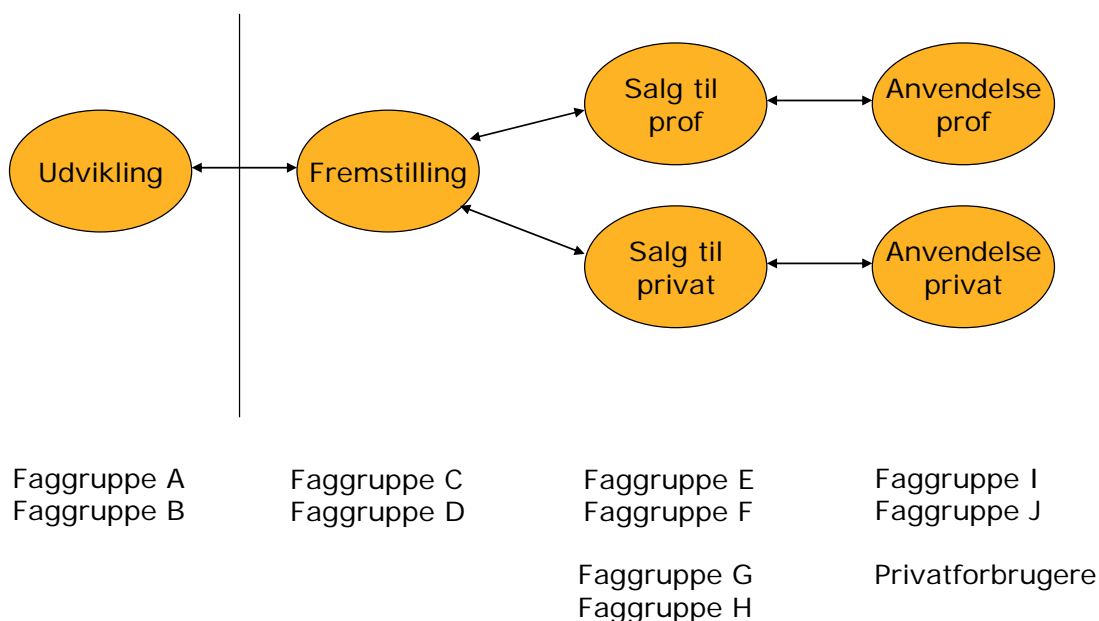 Udvikling
Fremstilling
Salg til
prof
Anvendelse
prof
Salg til
privat
Anvendelse
privat
Faggruppe A
Faggruppe B
Faggruppe C
Faggruppe D
Faggruppe E
Faggruppe F
Faggruppe G
Faggruppe H
Faggruppe I
Faggruppe J
Privatforbrugere